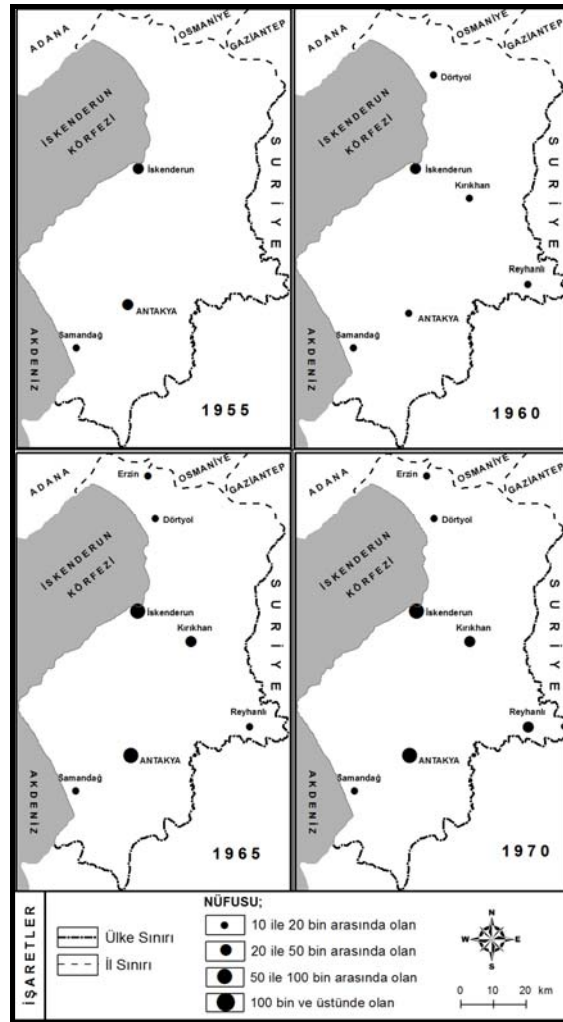 ADANA
OSMANİYE
GAZİANTEP
İSKENDERUN
KÖRFEZİ
SURİYE
İskenderun
ANTAKYA
Samandağ
AKDENİZ
1955
ADANA
OSMANİYE
GAZİANTEP
Dörtyol
İSKENDERUN
KÖRFEZİ
SURİYE
İskenderun
Kırıkhan
Reyhanlı
ANTAKYA
Samandağ
AKDENİZ
1960
ADANA
Erzin
OSMANİYE
GAZİANTEP
Dörtyol
İSKENDERUN
KÖRFEZİ
SURİYE
İskenderun
Kırıkhan
Reyhanlı
ANTAKYA
Samandağ
AKDENİZ
1965
ADANA
Erzin
OSMANİYE
GAZİANTEP
Dörtyol
İSKENDERUN
KÖRFEZİ
SURİYE
İskenderun
Kırıkhan
Reyhanlı
ANTAKYA
Samandağ
AKDENİZ
1970
İŞARETLER
Ülke Sınırı
İl Sınırı
NÜFUSU;
10 ile 20 bin arasında olan
20 ile 50 bin arasında olan
50 ile 100 bin arasında olan
100 bin ve üstünde olan
N
W E
S
0 10 20
km